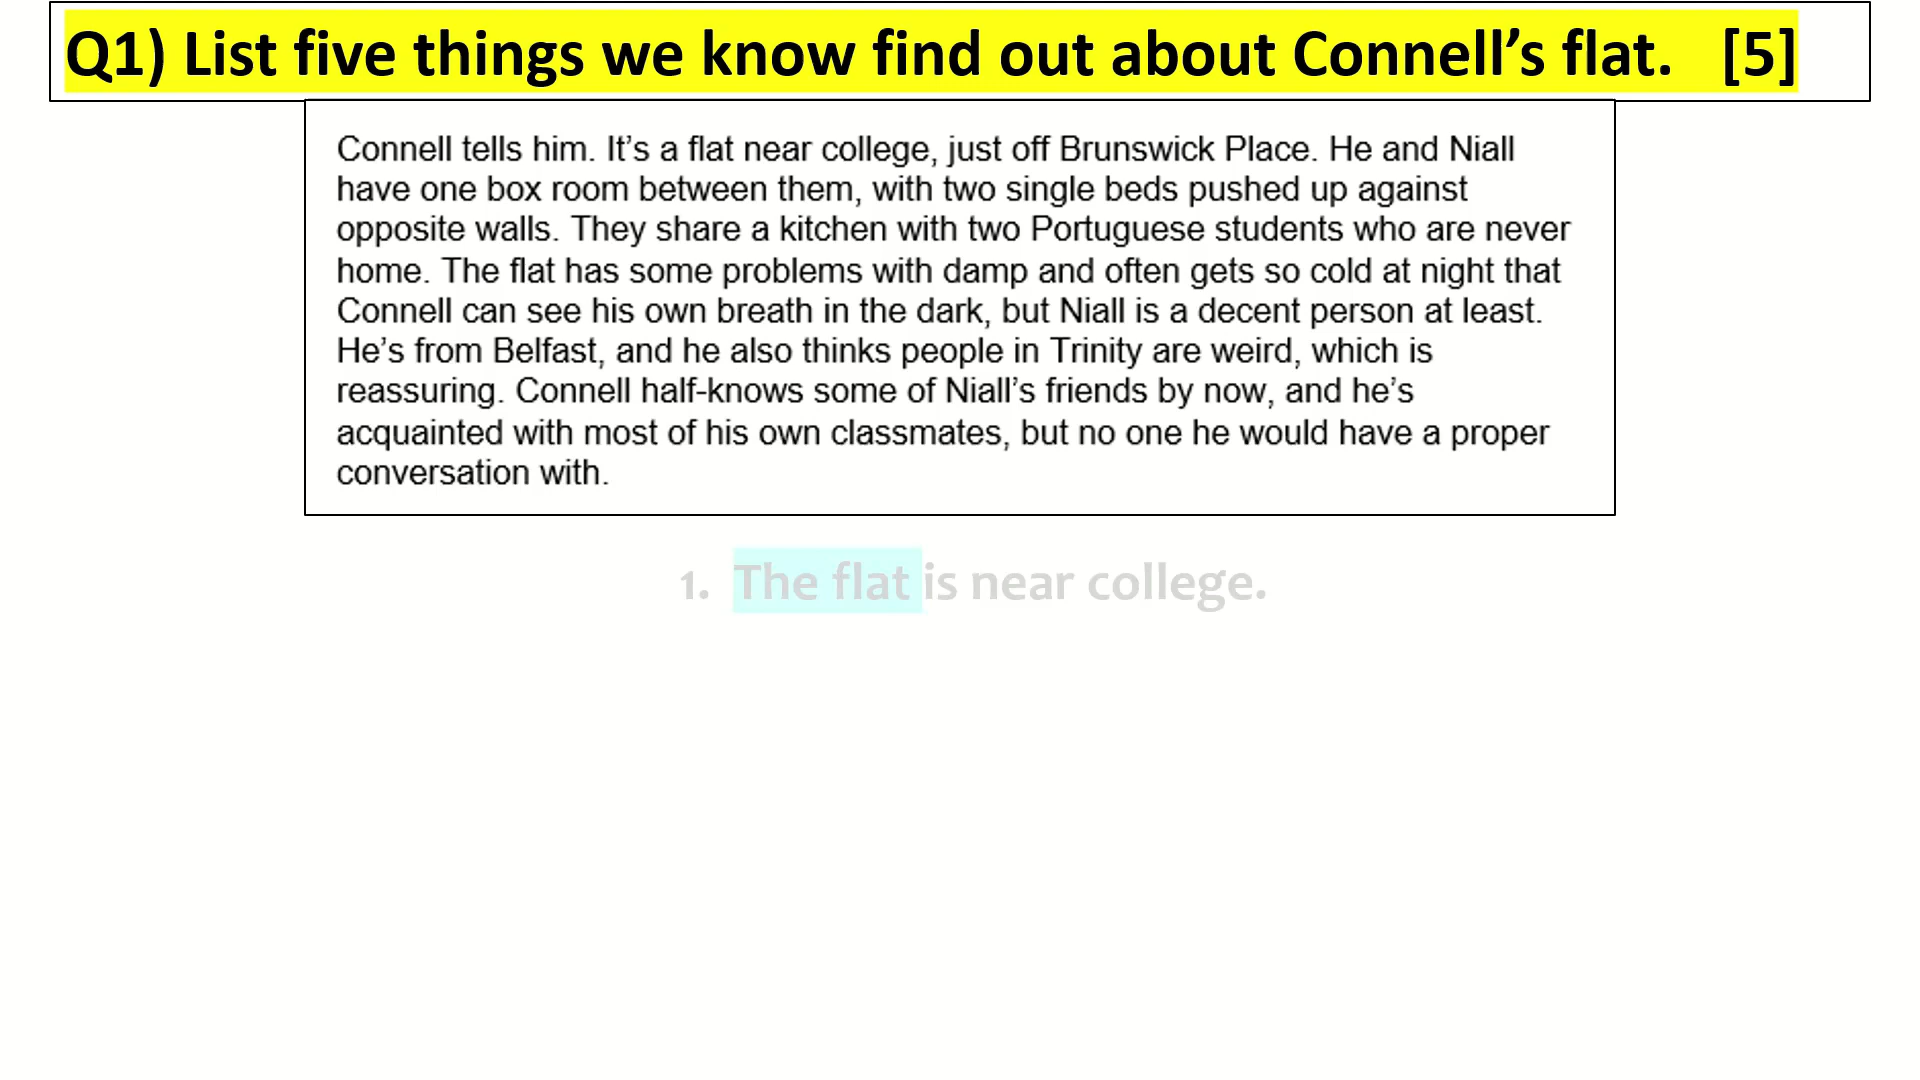 Q1) List five things we know find out about Connell’s flat. [5]
Connell tells him. It’s a flat near college, just off Brunswick Place. He and Niall
have one box room between them, with two single beds pushed up against
opposite walls. They share a kitchen with two Portuguese students who are never
home. The flat has some problems with damp and often gets so cold at night that
Connell can see his own breath in the dark, but Niall is a decent person at least.
He’s from Belfast, and he also thinks people in Trinity are weird, which is
reassuring. Connell half-knows some of Niall’s friends by now, and he’s
acquainted with most of his own classmates, but no one he would have a proper
conversation with.
1. The flat is near college.